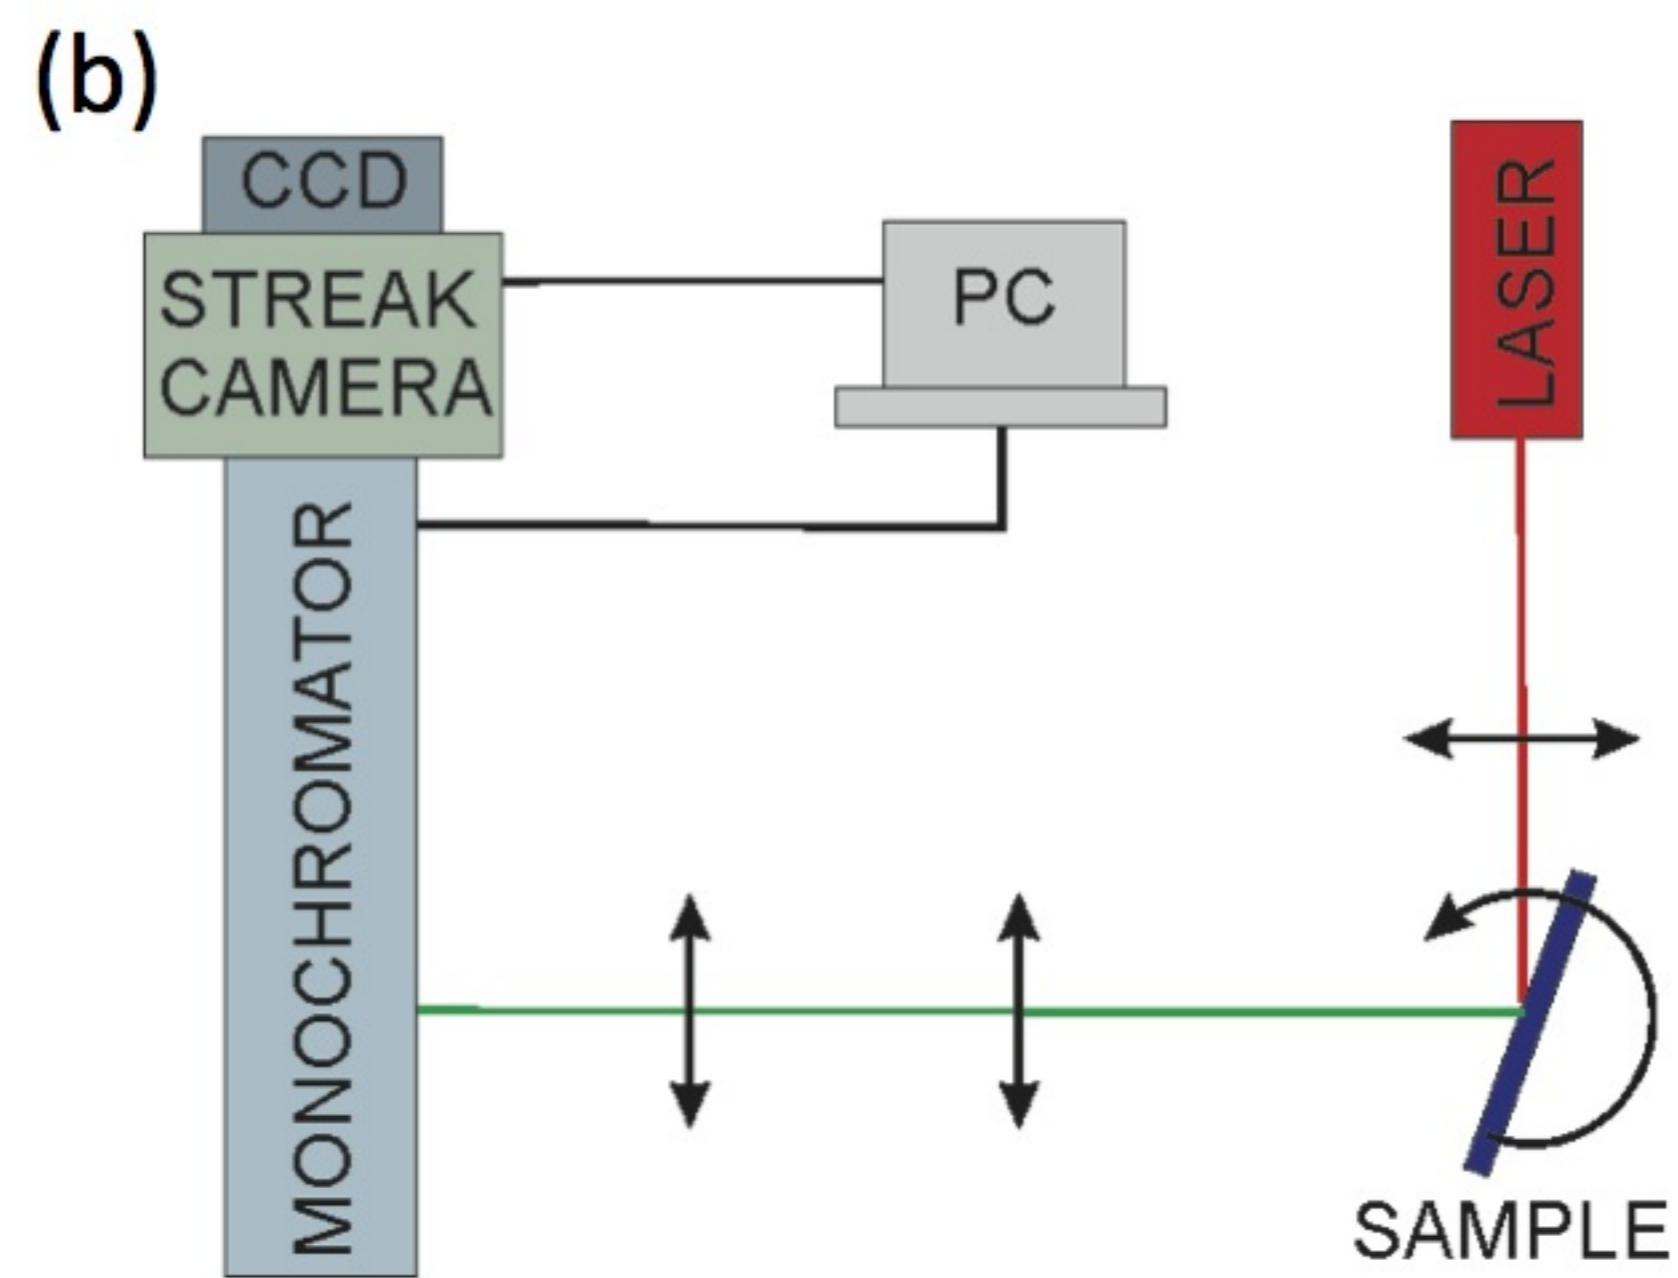 (b)
CCD
STREAK
CAMERA
PC
LASER
MONOCHROMATOR
SAMPLE